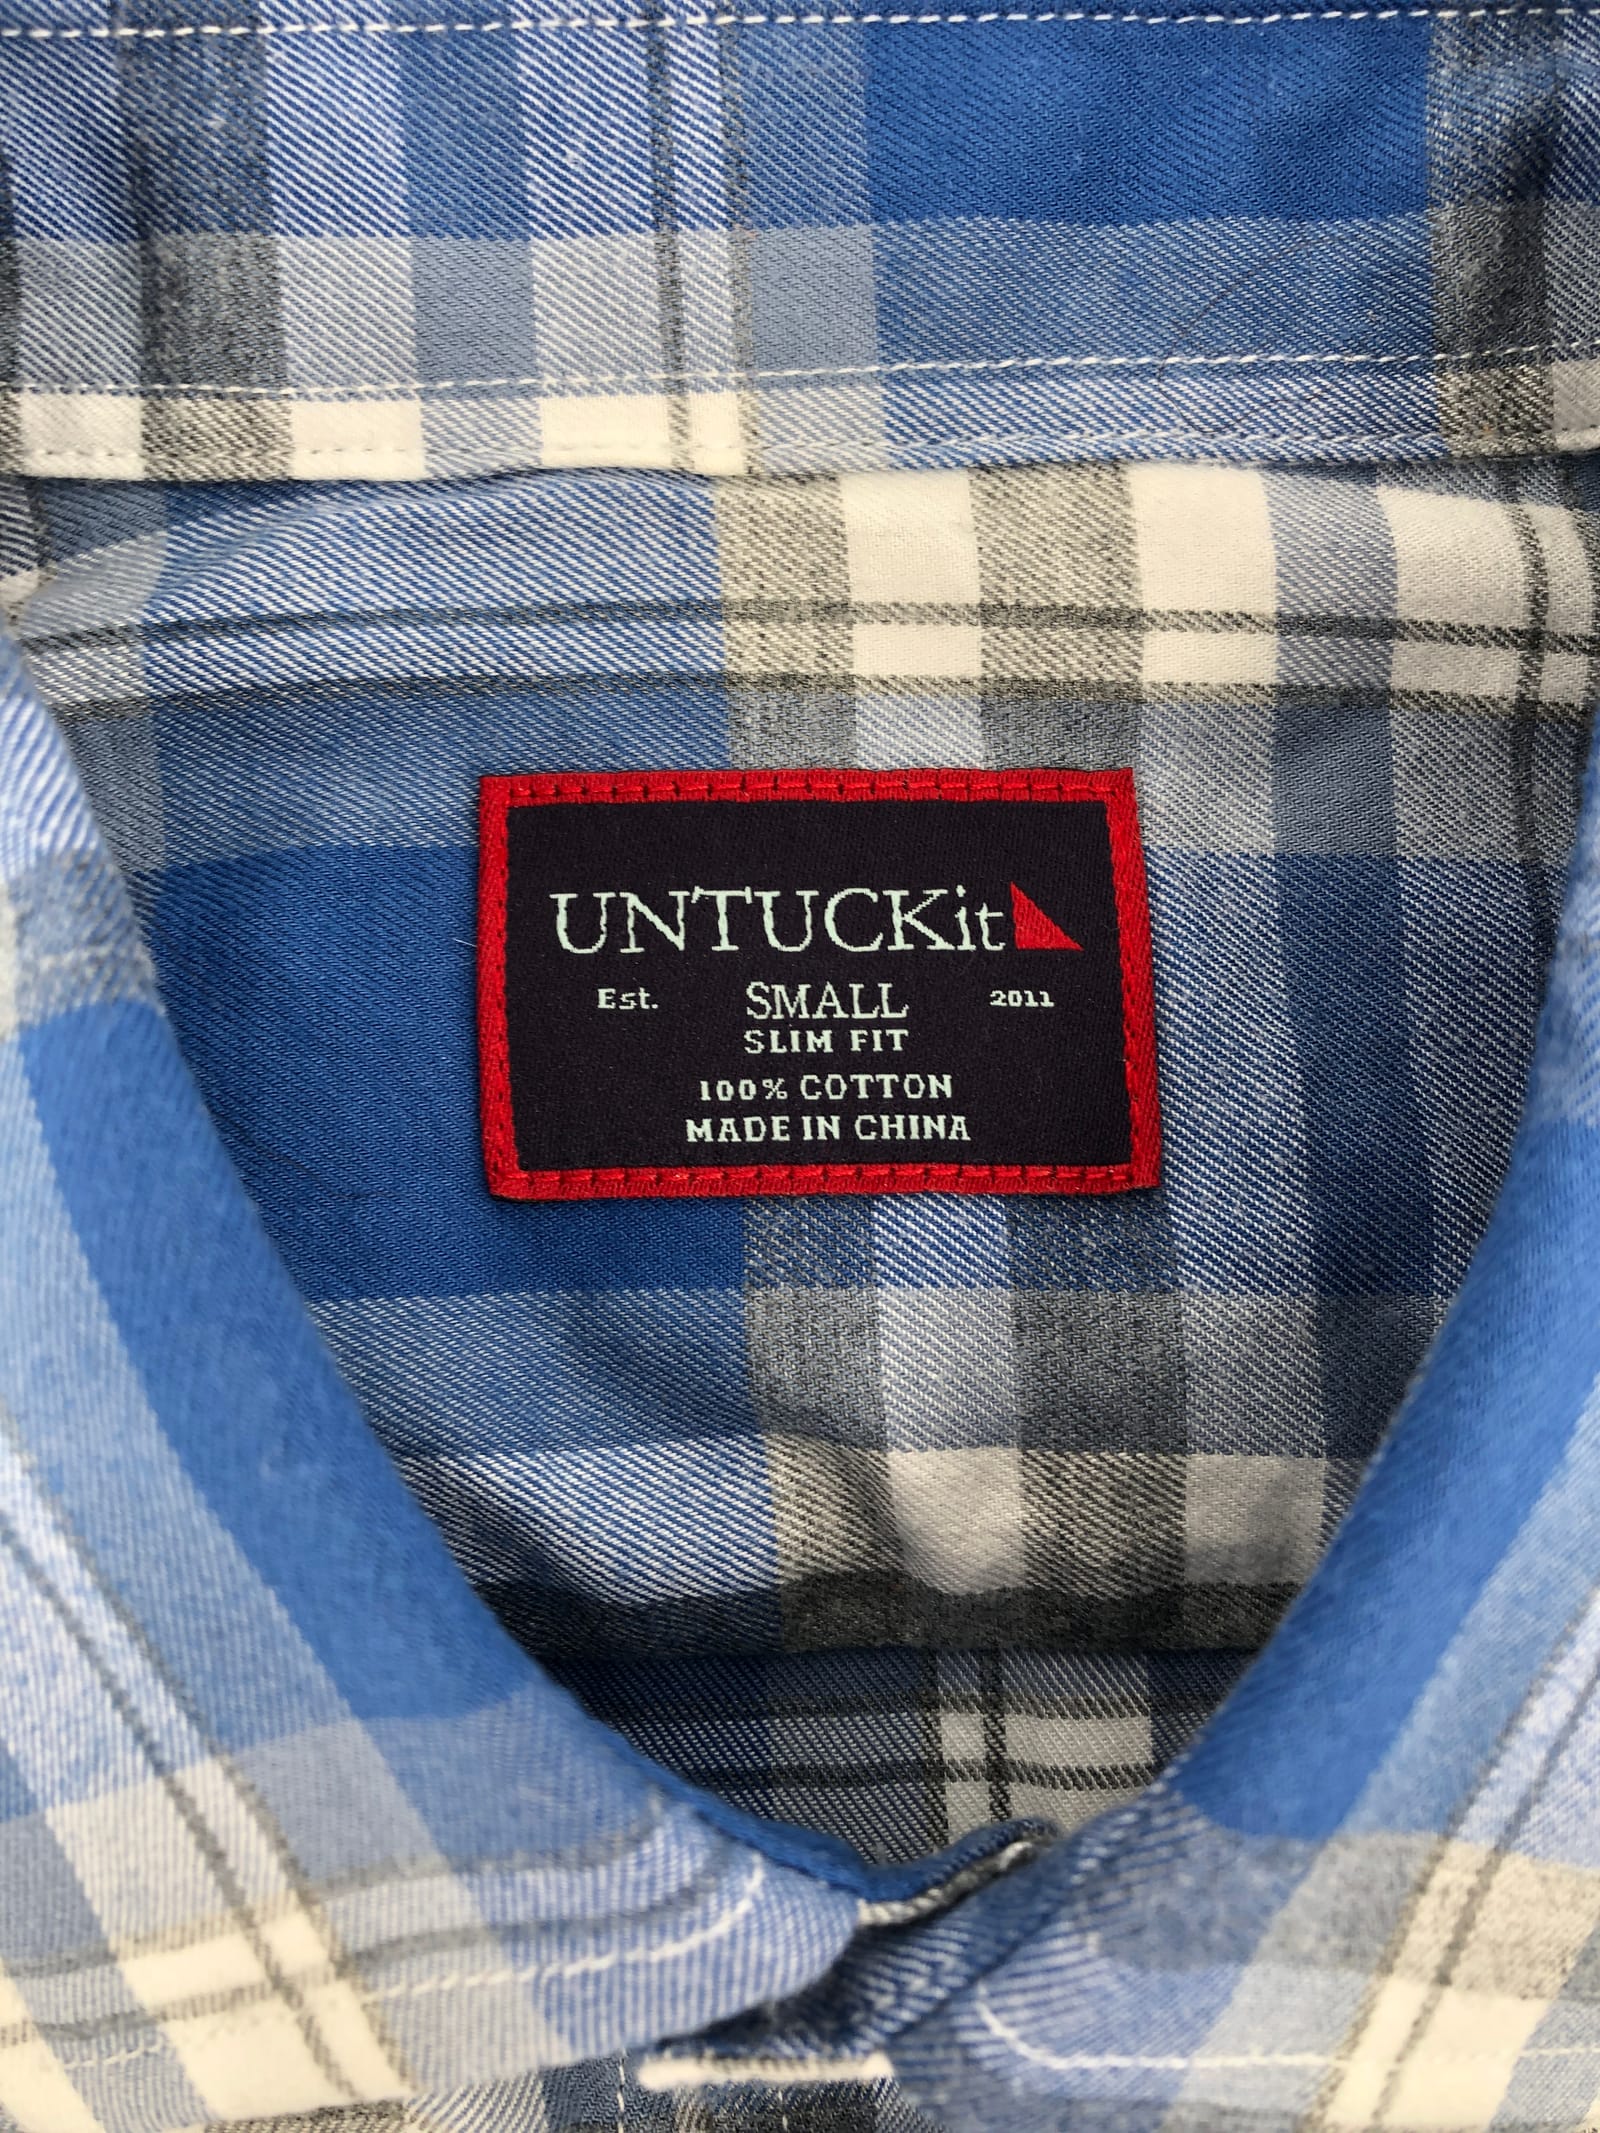 UNTUCKit
Est. SMALL 2011
SLIM FIT
100% COTTON
MADE IN CHINA